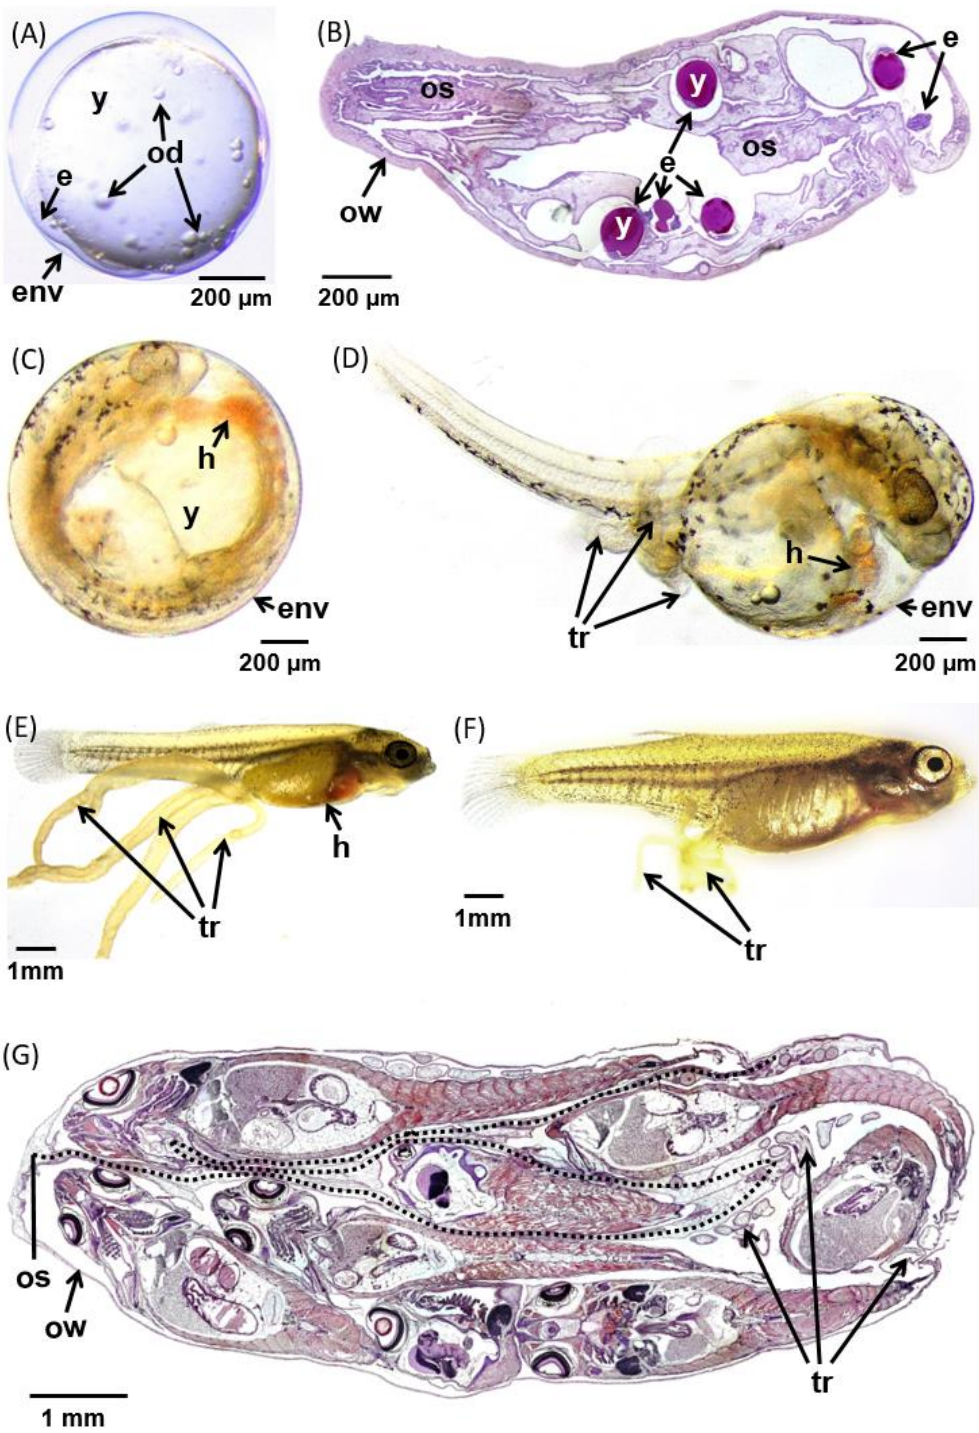 (A)
y
od
e
env
200 µm
(B)
e
os
y
os
e
ow
y
200 µm
(C)
h
y
env
200 µm
(D)
h
env
tr
200 µm
(E)
h
tr
1mm
(F)
1mm
tr
(G)
os
ow
tr
1 mm